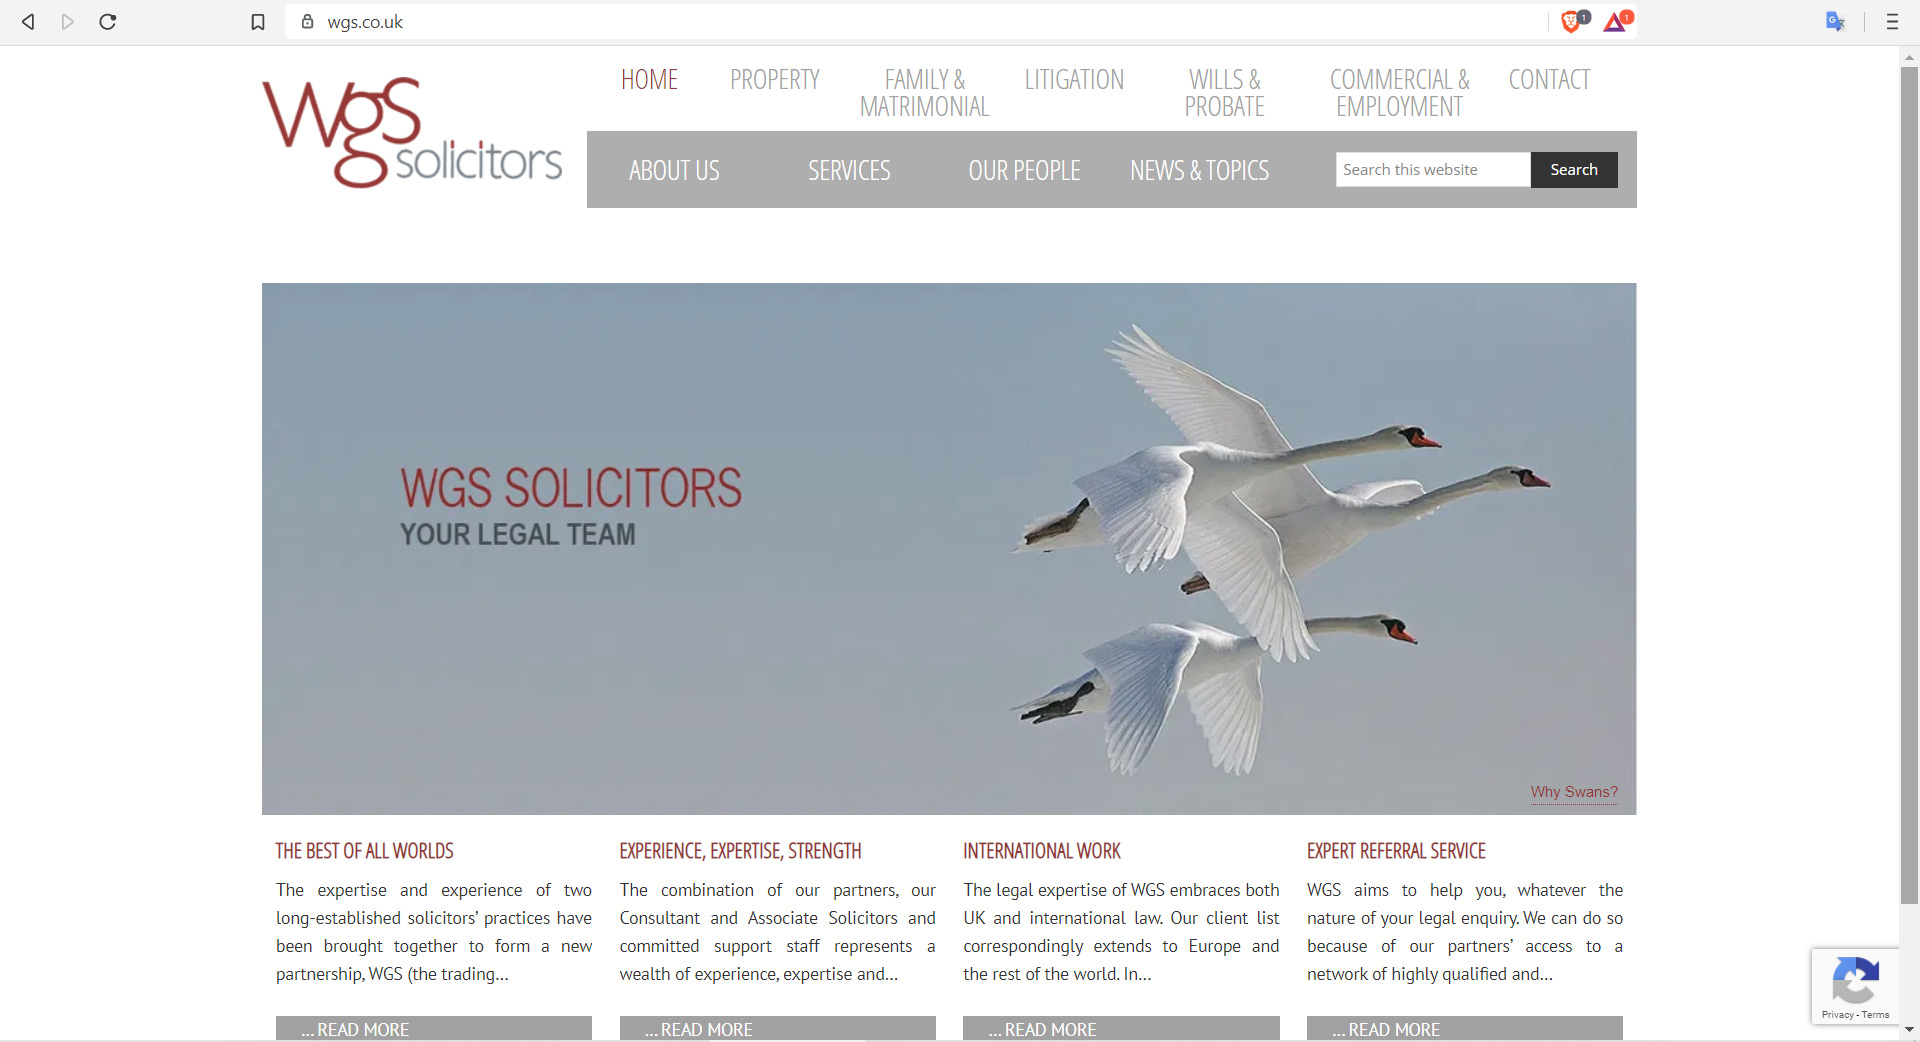 wgs.co.uk
1
1
WgS
solicitors
HOME
PROPERTY
FAMILY &
MATRIMONIAL
LITIGATION
WILLS &
PROBATE
COMMERCIAL &
EMPLOYMENT
CONTACT
ABOUT US
SERVICES
OUR PEOPLE
NEWS & TOPICS
Search this website
Search
WGS SOLICITORS
YOUR LEGAL TEAM
Why Swans?
THE BEST OF ALL WORLDS
The expertise and experience of two
long-established solicitors’ practices have
been brought together to form a new
partnership, WGS (the trading...
... READ MORE
EXPERIENCE, EXPERTISE, STRENGTH
The combination of our partners, our
Consultant and Associate Solicitors and
committed support staff represents a
wealth of experience, expertise and...
... READ MORE
INTERNATIONAL WORK
The legal expertise of WGS embraces both
UK and international law. Our client list
correspondingly extends to Europe and
the rest of the world. In...
... READ MORE
EXPERT REFERRAL SERVICE
WGS aims to help you, whatever the
nature of your legal enquiry. We can do so
because of our partners’ access to a
network of highly qualified and...
... READ MORE
Privacy - Terms